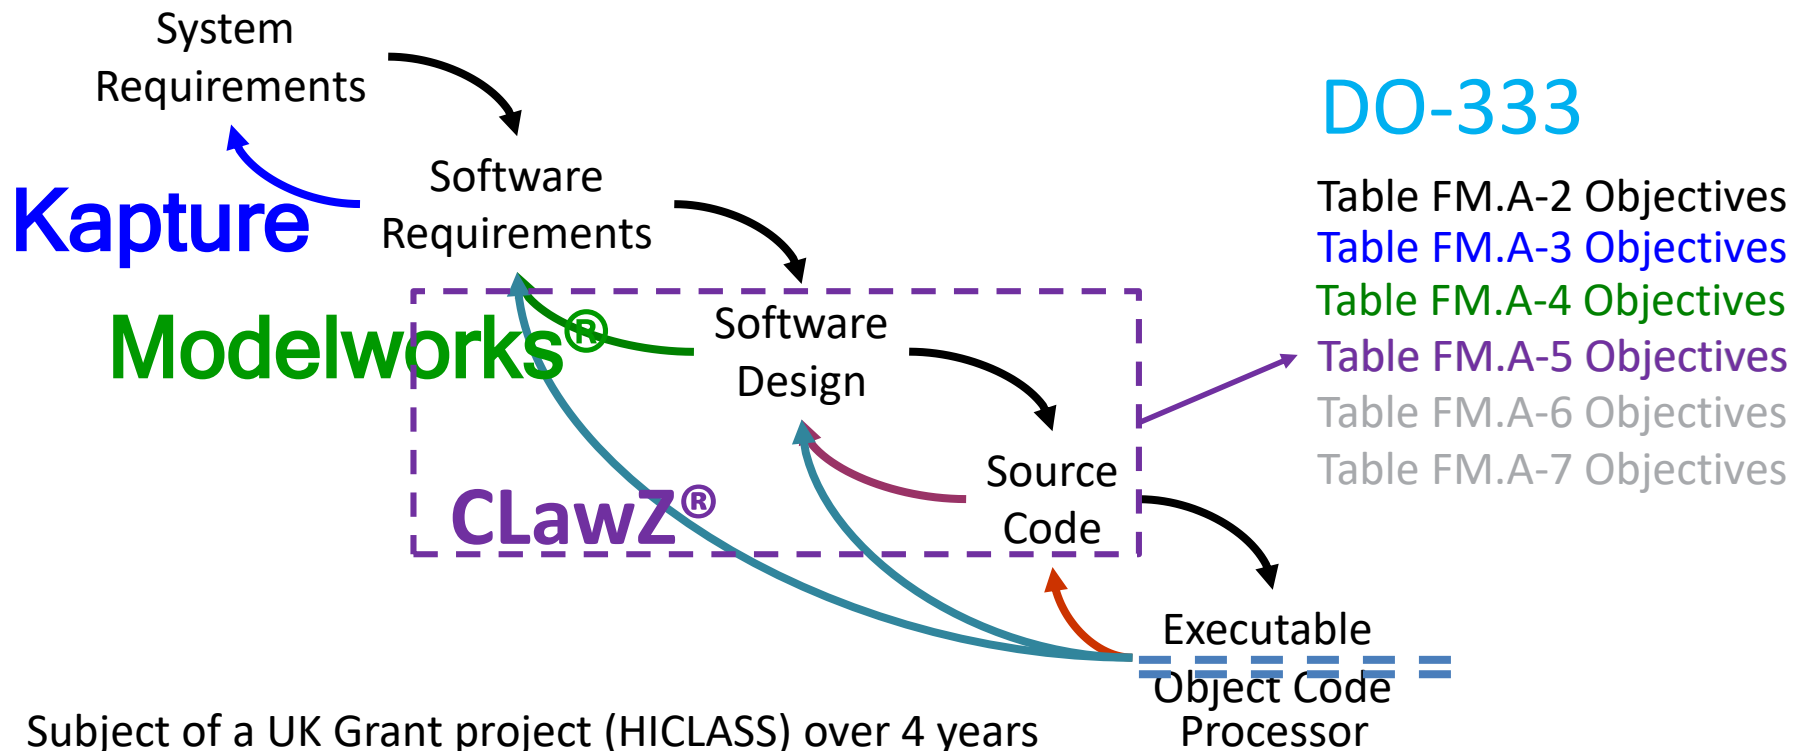 System
Requirements
DO-333
Software
Requirements
Kapture
Table FM.A-2 Objectives
Table FM.A-3 Objectives
Table FM.A-4 Objectives
Table FM.A-5 Objectives
Table FM.A-6 Objectives
Table FM.A-7 Objectives
Modelworks®
Software
Design
CLawZ®
Source
Code
Executable
Object Code
Processor
Subject of a UK Grant project (HICLASS) over 4 years